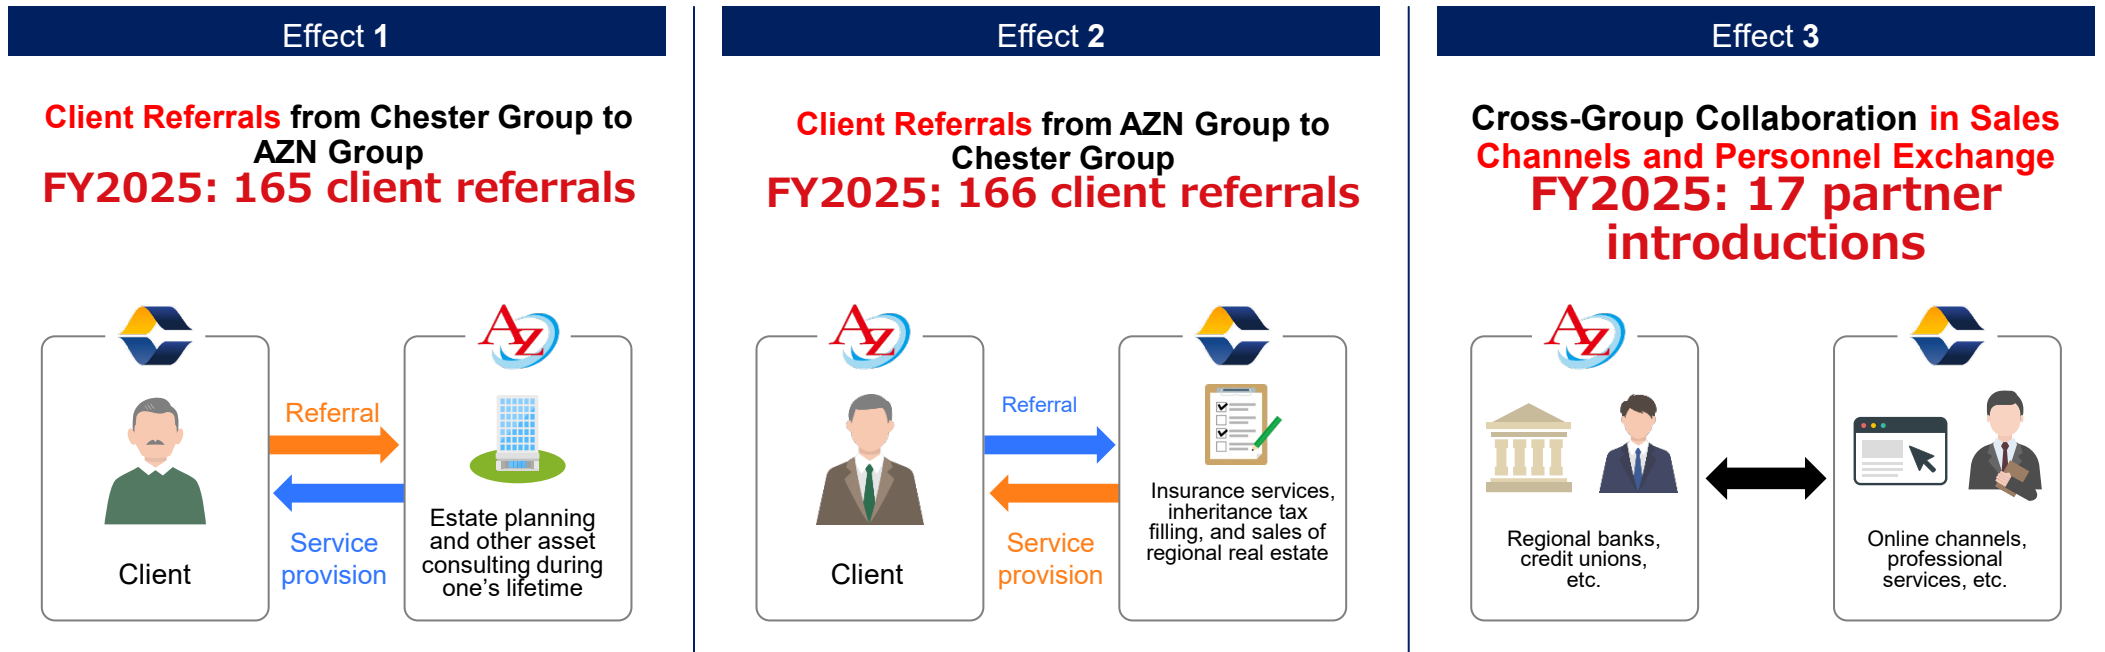 Effect 1
Client Referrals from Chester Group to
AZN Group
FY2025: 165 client referrals
AZ
Referral
Service
provision
Client
Estate planning
and other asset
consulting during
one's lifetime
Effect 2
Client Referrals from AZN Group to
Chester Group
FY2025: 166 client referrals
AZ
Referral
Service
provision
Client
Insurance services,
inheritance tax
filling, and sales of
regional real estate
Effect 3
Cross-Group Collaboration in Sales
Channels and Personnel Exchange
FY2025: 17 partner
introductions
AZ
Regional banks,
credit unions,
etc.
Online channels,
professional
services, etc.